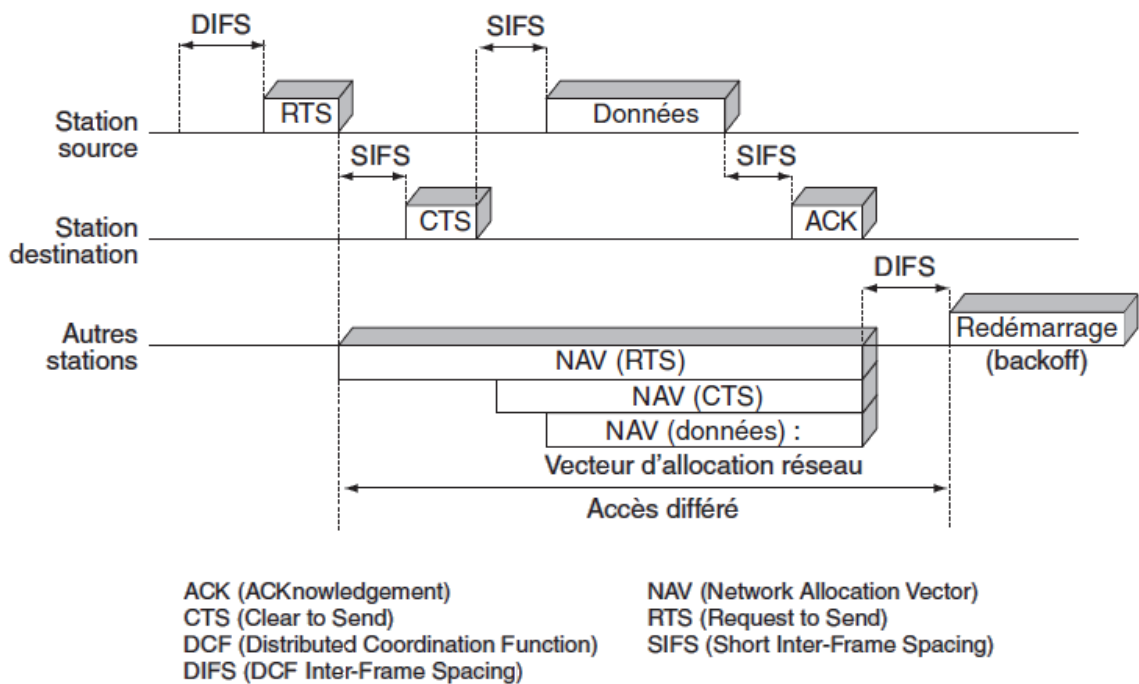 DIFS
SIFS
RTS
Données
Station
source
SIFS
SIFS
CTS
ACK
Station
destination
DIFS
Autres
stations
Redémarrage
(backoff)
NAV (RTS)
NAV (CTS)
NAV (données) :
Vecteur d'allocation réseau
Accès différé
ACK (ACKnowledgement)
CTS (Clear to Send)
DCF (Distributed Coordination Function)
DIFS (DCF Inter-Frame Spacing)
NAV (Network Allocation Vector)
RTS (Request to Send)
SIFS (Short Inter-Frame Spacing)